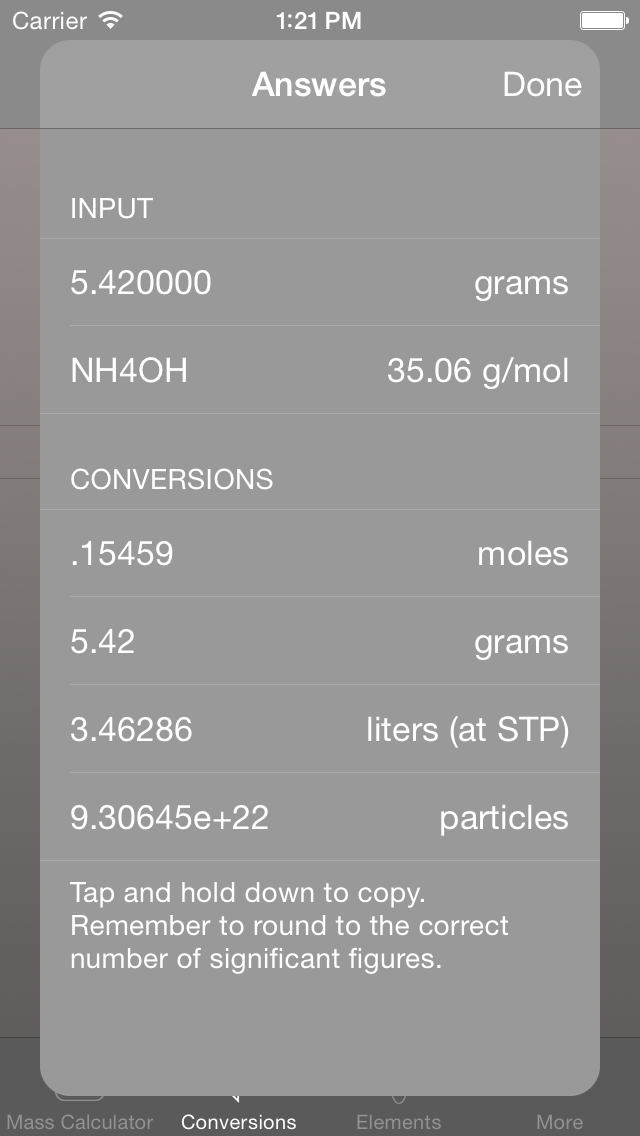 Carrier 1:21 PM
Answers Done
INPUT
5.420000 grams
NH4OH 35.06 g/mol
CONVERSIONS
.15459 moles
5.42 grams
3.46286 liters (at STP)
9.30645e+22 particles
Tap and hold down to copy.
Remember to round to the correct
number of significant figures.
Mass Calculator Conversions Elements More